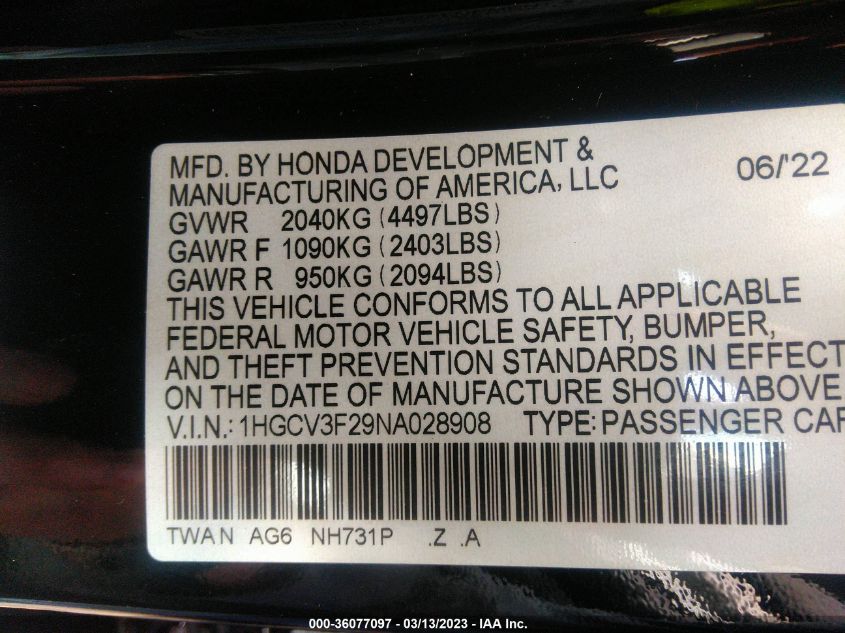 MFD. BY HONDA DEVELOPMENT & 06/'22
MANUFACTURING OF AMERICA, LLC
GVWR 2040KG (4497LBS)
GAWR F 1090KG (2403LBS)
GAWR R 950KG (2094LBS)
THIS VEHICLE CONFORMS TO ALL APPLICABLE
FEDERAL MOTOR VEHICLE SAFETY, BUMPER,
AND THEFT PREVENTION STANDARDS IN EFFECT
ON THE DATE OF MANUFACTURE SHOWN ABOVE
V.I.N.: 1HGCV3F29NA028908 TYPE: PASSENGER CAR
TWAN AG6 NH731P .Z .A
000-36077097 - 03/13/2023 - IAA Inc.